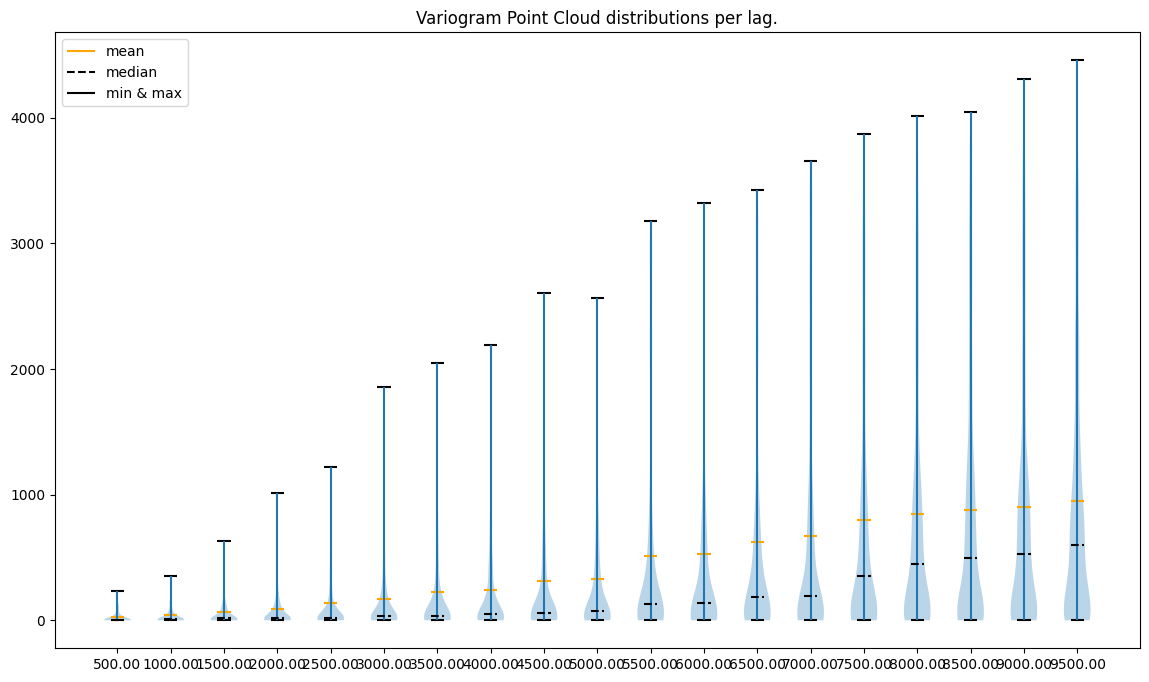 Variogram Point Cloud distributions per lag.
mean
median
min & max
4000
3000
2000
1000
0
500.00 1000.00 1500.00 2000.00 2500.00 3000.00 3500.00 4000.00 4500.00 5000.00 5500.00 6000.00 6500.00 7000.00 7500.00 8000.00 8500.00 9000.00 9500.00